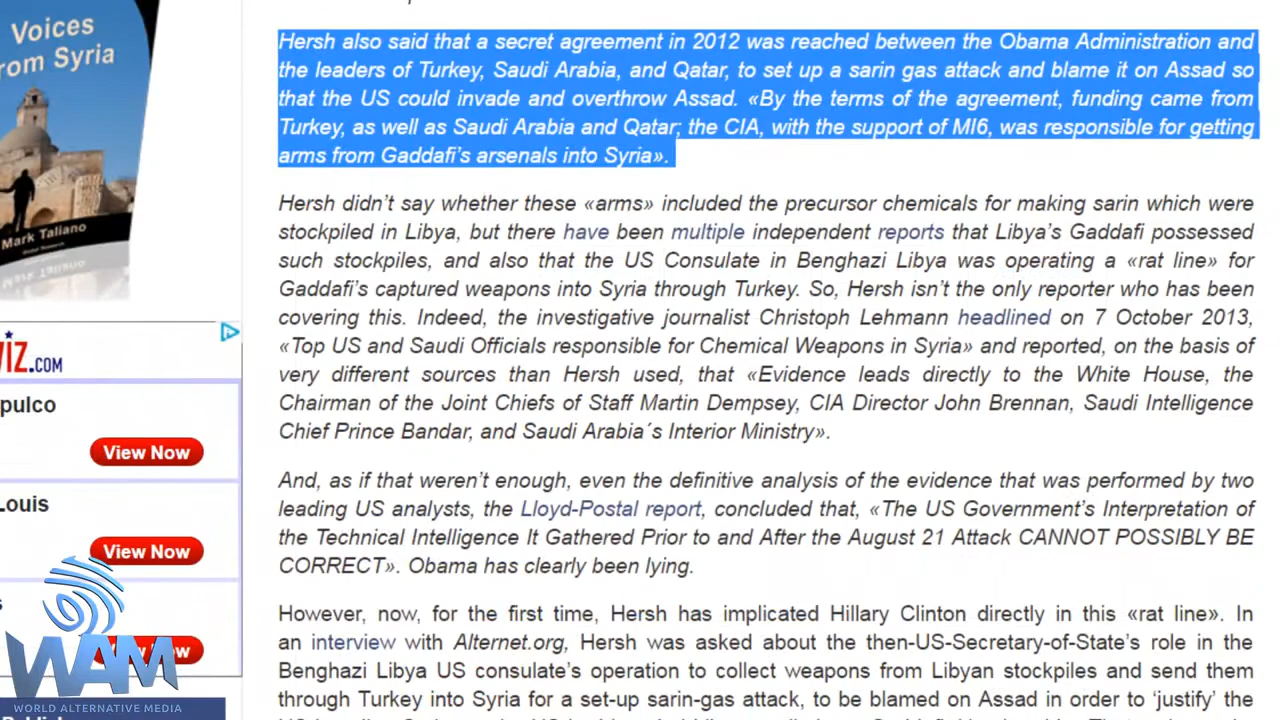 Voices
from Syria
Mark Taliano
Hersh also said that a secret agreement in 2012 was reached between the Obama Administration and
the leaders of Turkey, Saudi Arabia, and Qatar, to set up a sarin gas attack and blame it on Assad so
that the US could invade and overthrow Assad. «By the terms of the agreement, funding came from
Turkey, as well as Saudi Arabia and Qatar; the CIA, with the support of MI6, was responsible for getting
arms from Gaddafi’s arsenals into Syria».
Hersh didn’t say whether these «arms» included the precursor chemicals for making sarin which were
stockpiled in Libya, but there have been multiple independent reports that Libya’s Gaddafi possessed
such stockpiles, and also that the US Consulate in Benghazi Libya was operating a «rat line» for
Gaddafi’s captured weapons into Syria through Turkey. So, Hersh isn’t the only reporter who has been
covering this. Indeed, the investigative journalist Christoph Lehmann headlined on 7 October 2013,
«Top US and Saudi Officials responsible for Chemical Weapons in Syria» and reported, on the basis of
very different sources than Hersh used, that «Evidence leads directly to the White House, the
Chairman of the Joint Chiefs of Staff Martin Dempsey, CIA Director John Brennan, Saudi Intelligence
Chief Prince Bandar, and Saudi Arabia´s Interior Ministry».
And, as if that weren’t enough, even the definitive analysis of the evidence that was performed by two
leading US analysts, the Lloyd-Postal report, concluded that, «The US Government’s Interpretation of
the Technical Intelligence It Gathered Prior to and After the August 21 Attack CANNOT POSSIBLY BE
CORRECT». Obama has clearly been lying.
However, now, for the first time, Hersh has implicated Hillary Clinton directly in this «rat line». In
an interview with Alternet.org, Hersh was asked about the then-US-Secretary-of-State’s role in the
Benghazi Libya US consulate’s operation to collect weapons from Libyan stockpiles and send them
through Turkey into Syria for a set-up sarin-gas attack, to be blamed on Assad in order to ‘justify’ the
WIZ.COM
pulco
View Now
Louis
View Now
WAM
WORLD ALTERNATIVE MEDIA